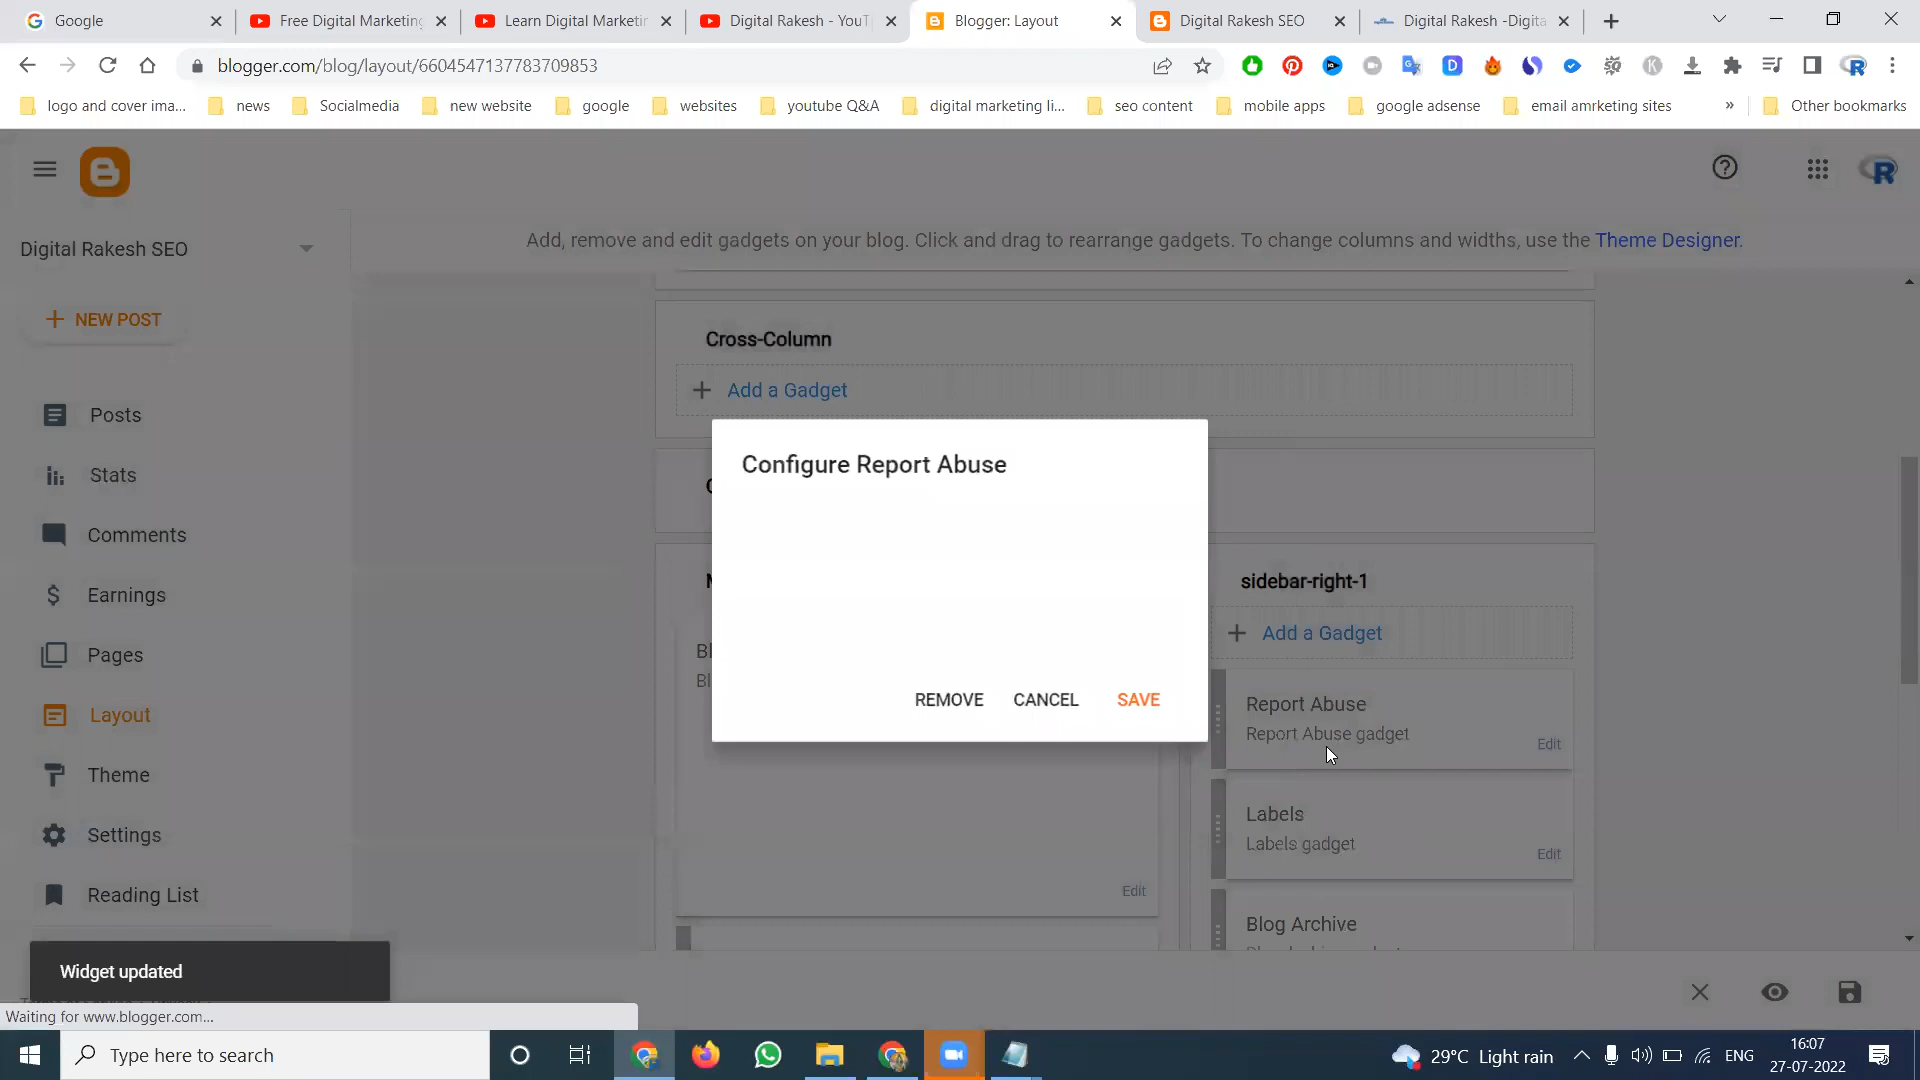 Google
Free Digital Marketing
Learn Digital Marketin
Digital Rakesh - YouT
Blogger: Layout
Digital Rakesh SEO
Digital Rakesh -Digita
blogger.com/blog/layout/6604547137783709853
logo and cover ima...
news
Socialmedia
new website
google
websites
youtube Q&A
digital marketing li...
seo content
mobile apps
google adsense
email amrketing sites
»
Other bookmarks
Digital Rakesh SEO
Add, remove and edit gadgets on your blog. Click and drag to rearrange gadgets. To change columns and widths, use the Theme Designer.
NEW POST
Posts
Stats
Comments
Earnings
Pages
Layout
Theme
Settings
Reading List
Cross-Column
Add a Gadget
Configure Report Abuse
REMOVE
CANCEL
SAVE
Edit
sidebar-right-1
Add a Gadget
Report Abuse
Report Abuse gadget
Edit
Labels
Labels gadget
Edit
Blog Archive
Widget updated
Waiting for www.blogger.com...
Type here to search
29°C Light rain
ENG
16:07
27-07-2022